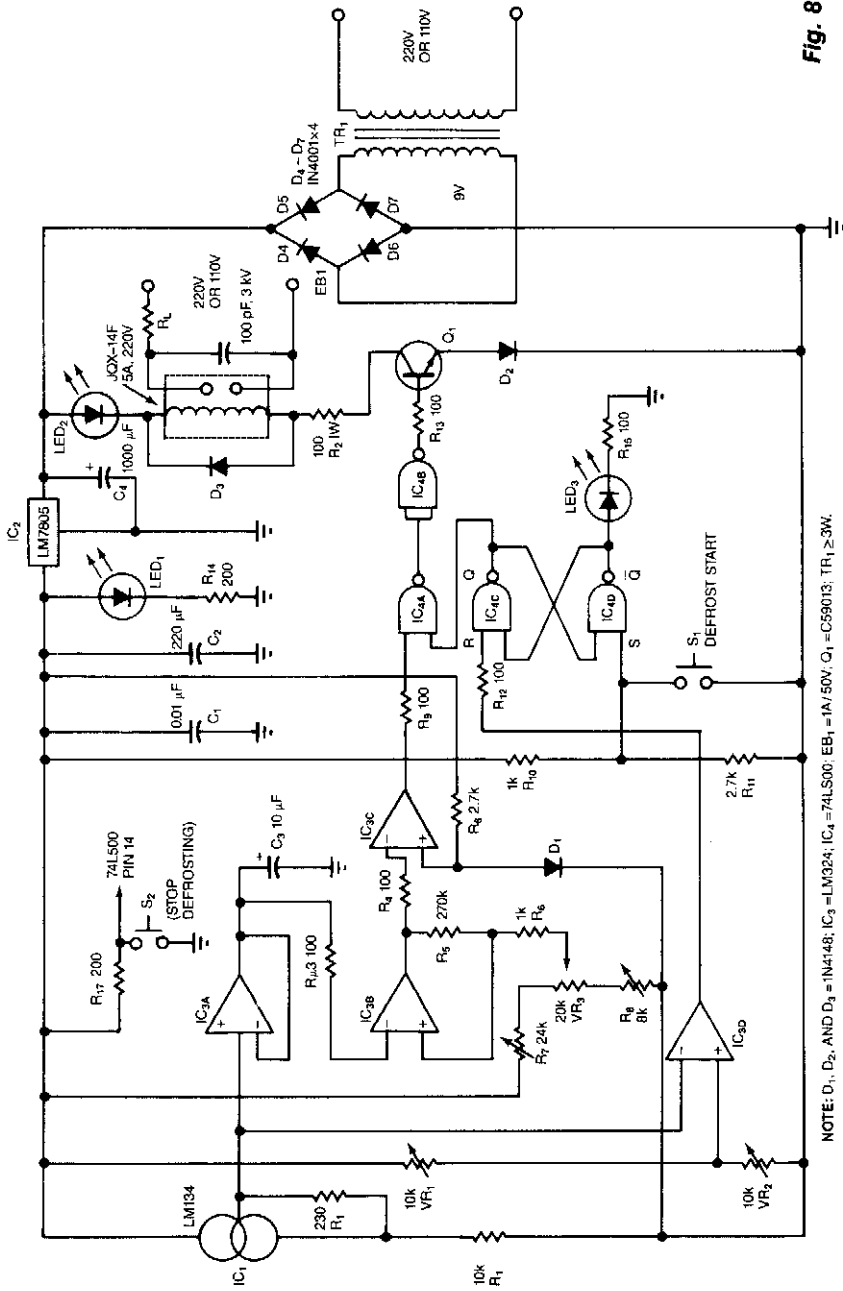 Fig. 8
220V
OR 110V
TR1
D4 – D7
IN4001×4
9V
D5
D7
D4
D6
EB1
220V
OR 110V
RL
100 pF, 3 kV
JQX–14F
5A, 220V
LED2
1000 µF
C4
+
D3
100
R2 IW
Q1
D2
R13 100
IC4B
IC2
LM7805
LED1
R14
200
220 µF
C2
0.01 µF
C1
IC4A
IC4C
Q
R
R12 100
IC4D
Q
S
LED3
R15 100
S1
DEFROST START
R9 100
R6 2.7k
1k
R10
2.7k
R11
74L500
PIN 14
S2
(STOP
DEFROSTING)
R17 200
C3 10 µF
+
IC3A
+
–
Rµ3 100
IC3C
–
+
R4 100
D1
IC3B
–
+
R5
270k
1k
R6
20k
VR3
R7 24k
R8
8k
IC3D
–
+
LM134
IC1
230
R1
10k
R1
10k
VR1
10k
VR2
NOTE: D1, D2, AND D3 =1N4148; IC3 =LM324; IC4 =74LS00; EB1 =1A/50V; Q1 =C59013; TR1 ≥3W.